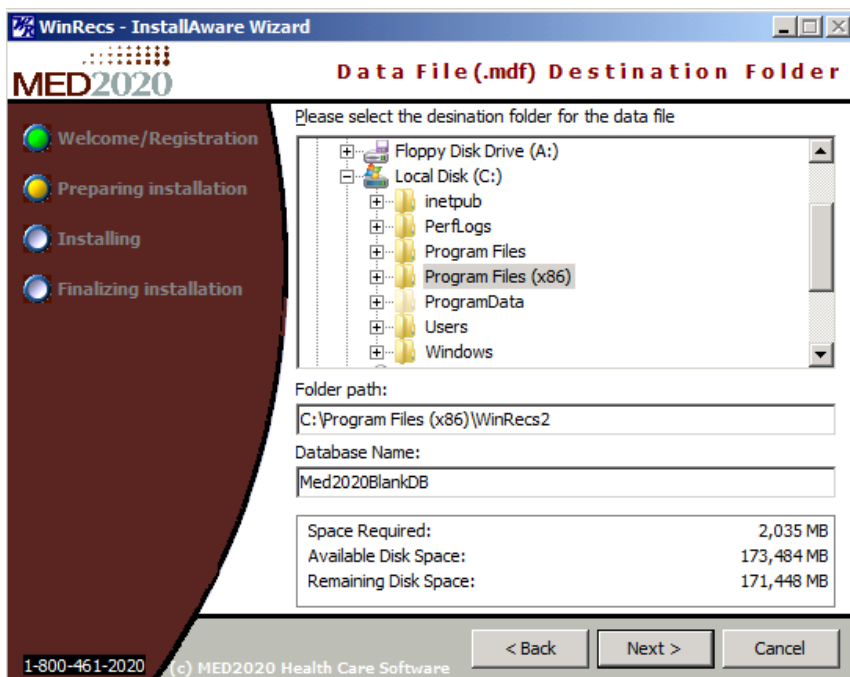 WinRecs - InstallAware Wizard
MED2020
Data File(.mdf) Destination Folder
Welcome/Registration
Preparing installation
Installing
Finalizing installation
Please select the desination folder for the data file
Floppy Disk Drive (A:)
Local Disk (C:)
inetpub
PerfLogs
Program Files
Program Files (x86)
ProgramData
Users
Windows
Folder path:
C:\Program Files (x86)\WinRecs2
Database Name:
Med2020BlankDB
Space Required: 2,035 MB
Available Disk Space: 173,484 MB
Remaining Disk Space: 171,448 MB
< Back Next > Cancel
1-800-461-2020 (c) MED2020 Health Care Software